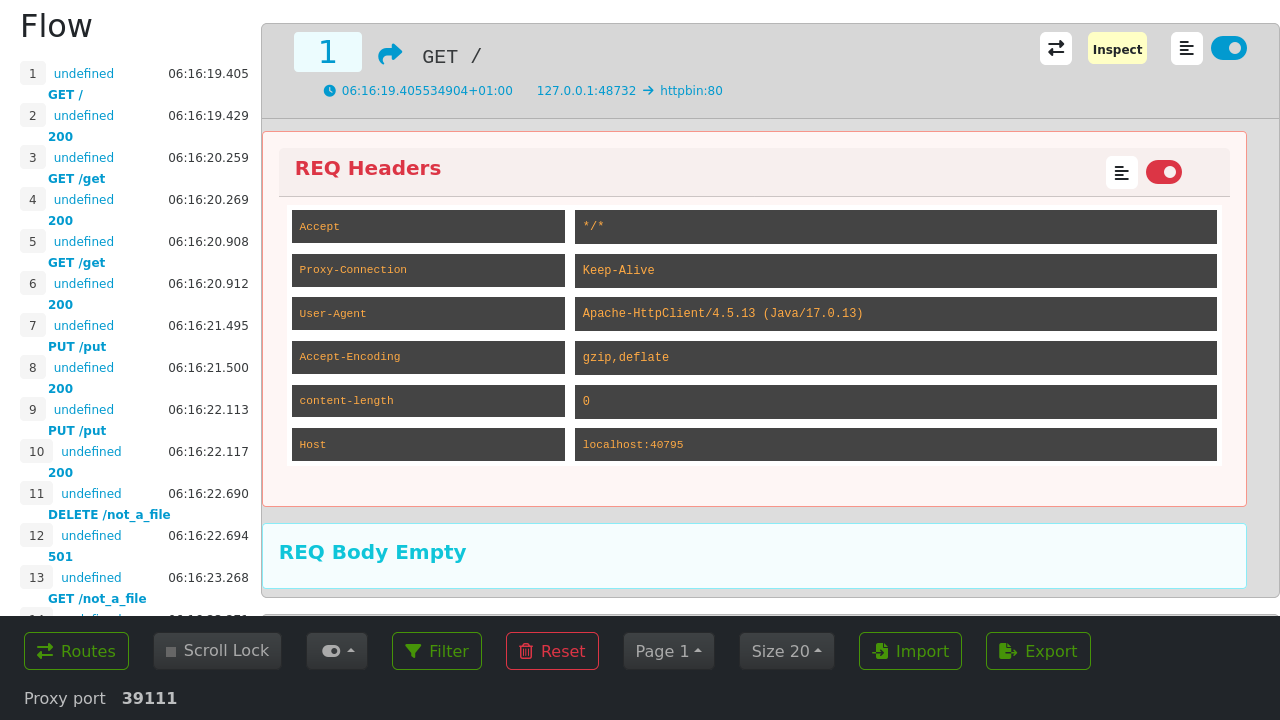 Flow
1 undefined 06:16:19.405
GET /
2 undefined 06:16:19.429
200
3 undefined 06:16:20.259
GET /get
4 undefined 06:16:20.269
200
5 undefined 06:16:20.908
GET /get
6 undefined 06:16:20.912
200
7 undefined 06:16:21.495
PUT /put
8 undefined 06:16:21.500
200
9 undefined 06:16:22.113
PUT /put
10 undefined 06:16:22.117
200
11 undefined 06:16:22.690
DELETE /not_a_file
12 undefined 06:16:22.694
501
13 undefined 06:16:23.268
GET /not_a_file
1 GET / Inspect
06:16:19.405534904+01:00 127.0.0.1:48732 httpbin:80
REQ Headers
Accept */*
Proxy-Connection Keep-Alive
User-Agent Apache-HttpClient/4.5.13 (Java/17.0.13)
Accept-Encoding gzip,deflate
content-length 0
Host localhost:40795
REQ Body Empty
Routes Scroll Lock Filter Reset Page 1 Size 20 Import Export
Proxy port 39111